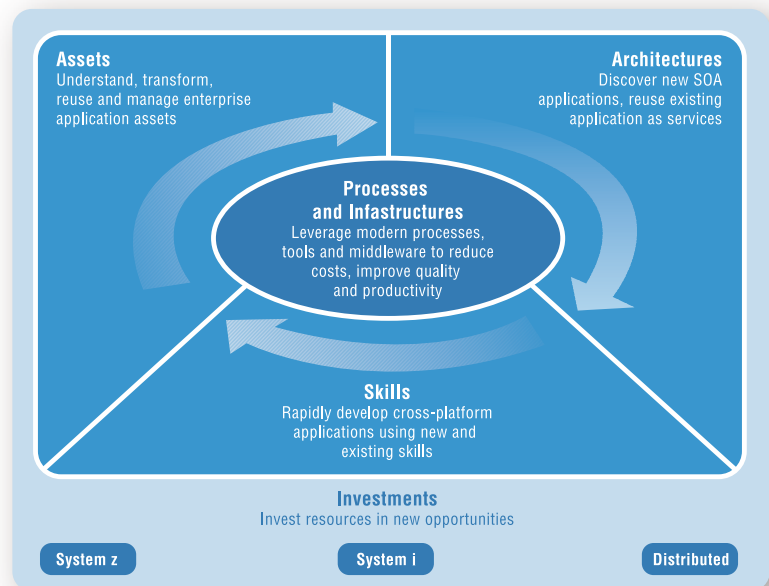 Assets
Understand, transform,
reuse and manage enterprise
application assets
Architectures
Discover new SOA
applications, reuse existing
application as services
Processes
and Infastructures
Leverage modern processes,
tools and middleware to reduce
costs, improve quality
and productivity
Skills
Rapidly develop cross-platform
applications using new and
existing skills
Investments
Invest resources in new opportunities
System z
System i
Distributed